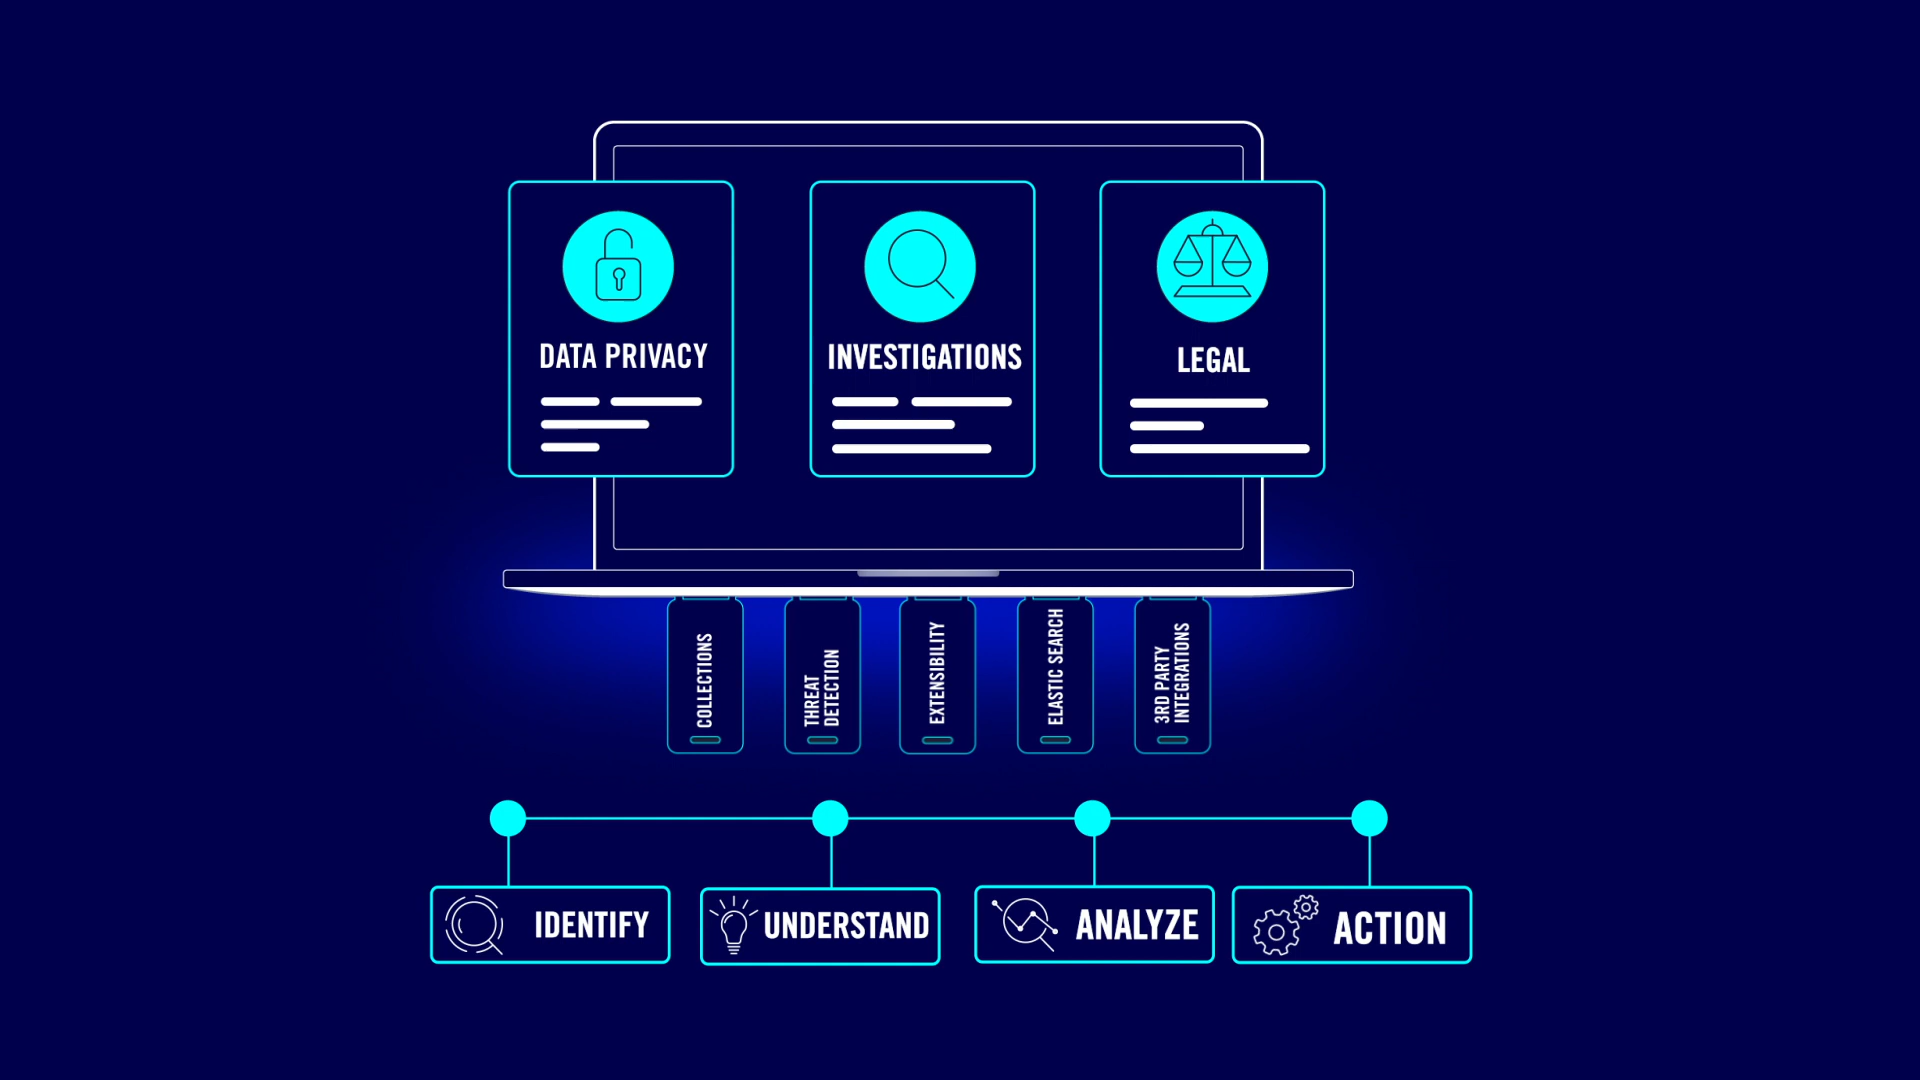 DATA PRIVACY
INVESTIGATIONS
LEGAL
COLLECTIONS
THREAT
DETECTION
EXTENSIBILITY
ELASTIC SEARCH
3RD PARTY
INTEGRATIONS
IDENTIFY
UNDERSTAND
ANALYZE
ACTION